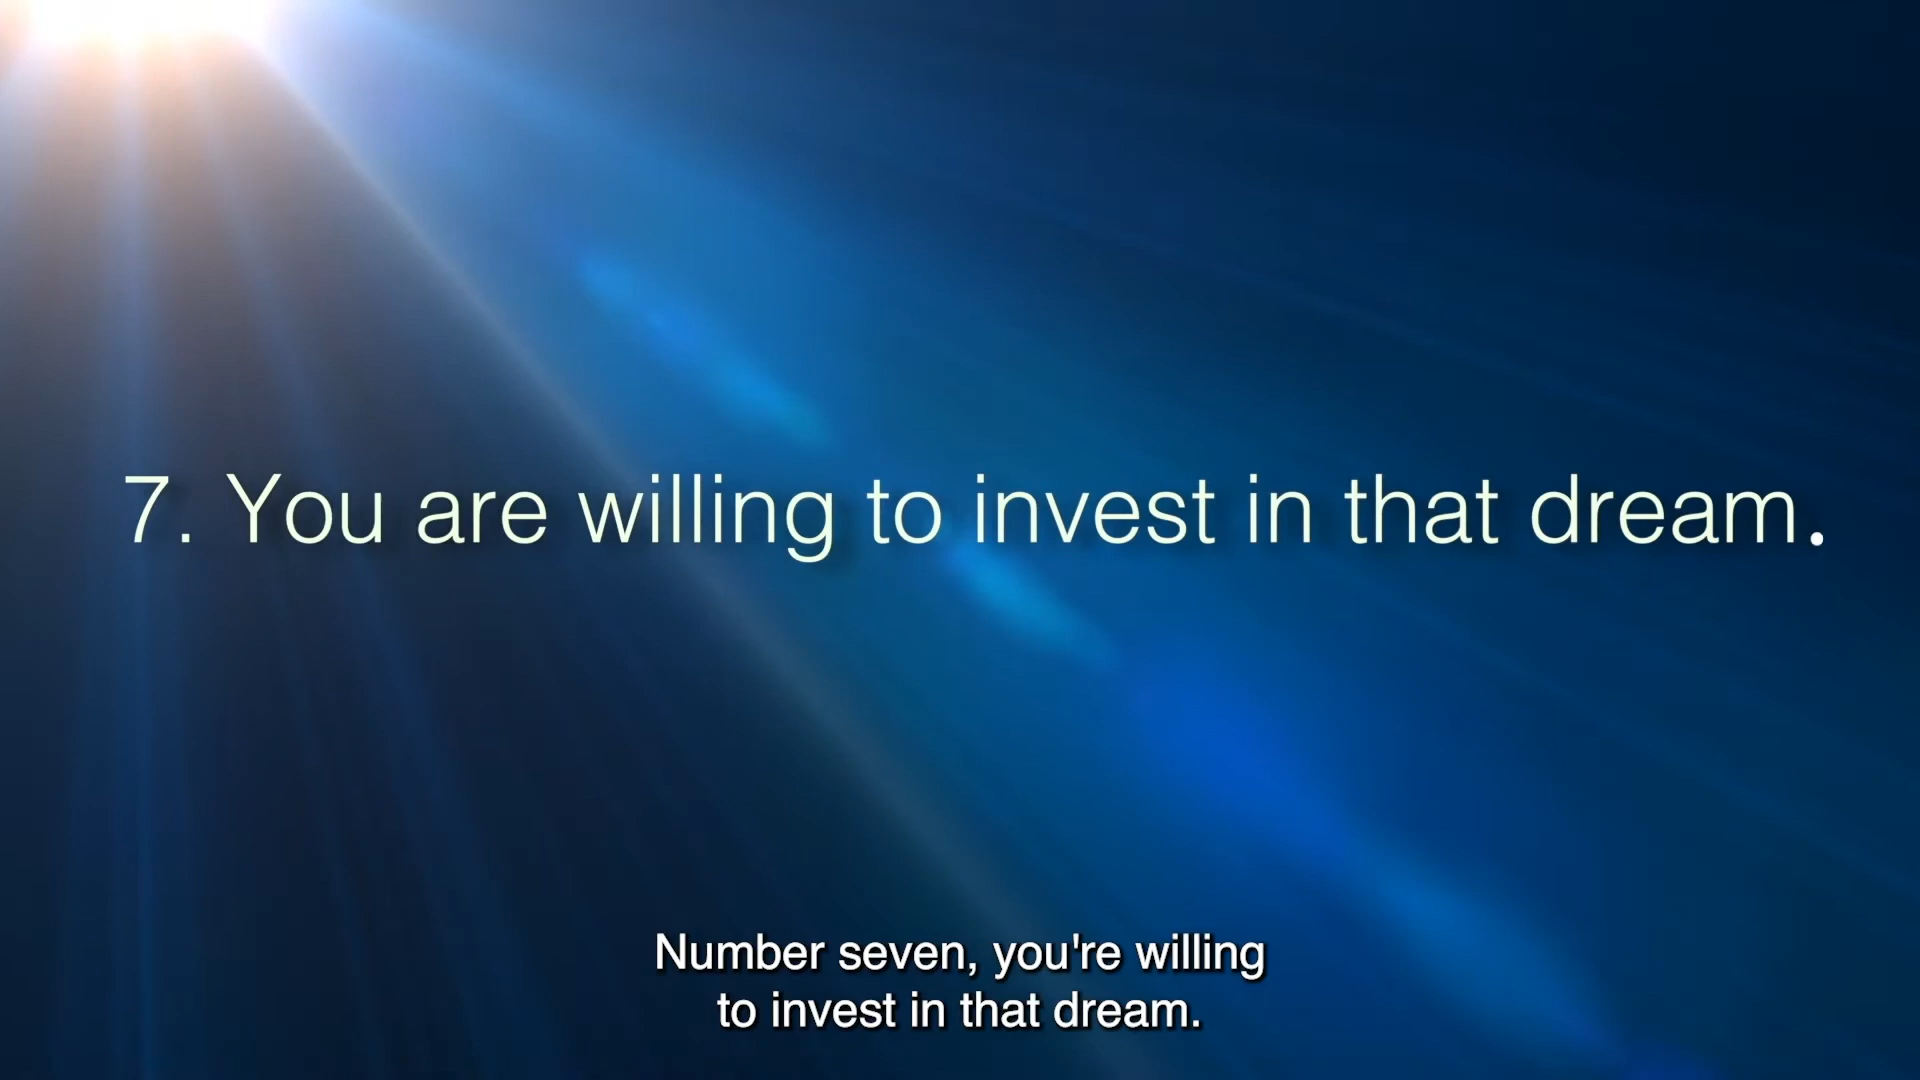 7. You are willing to invest in that dream.
Number seven, you're willing
to invest in that dream.